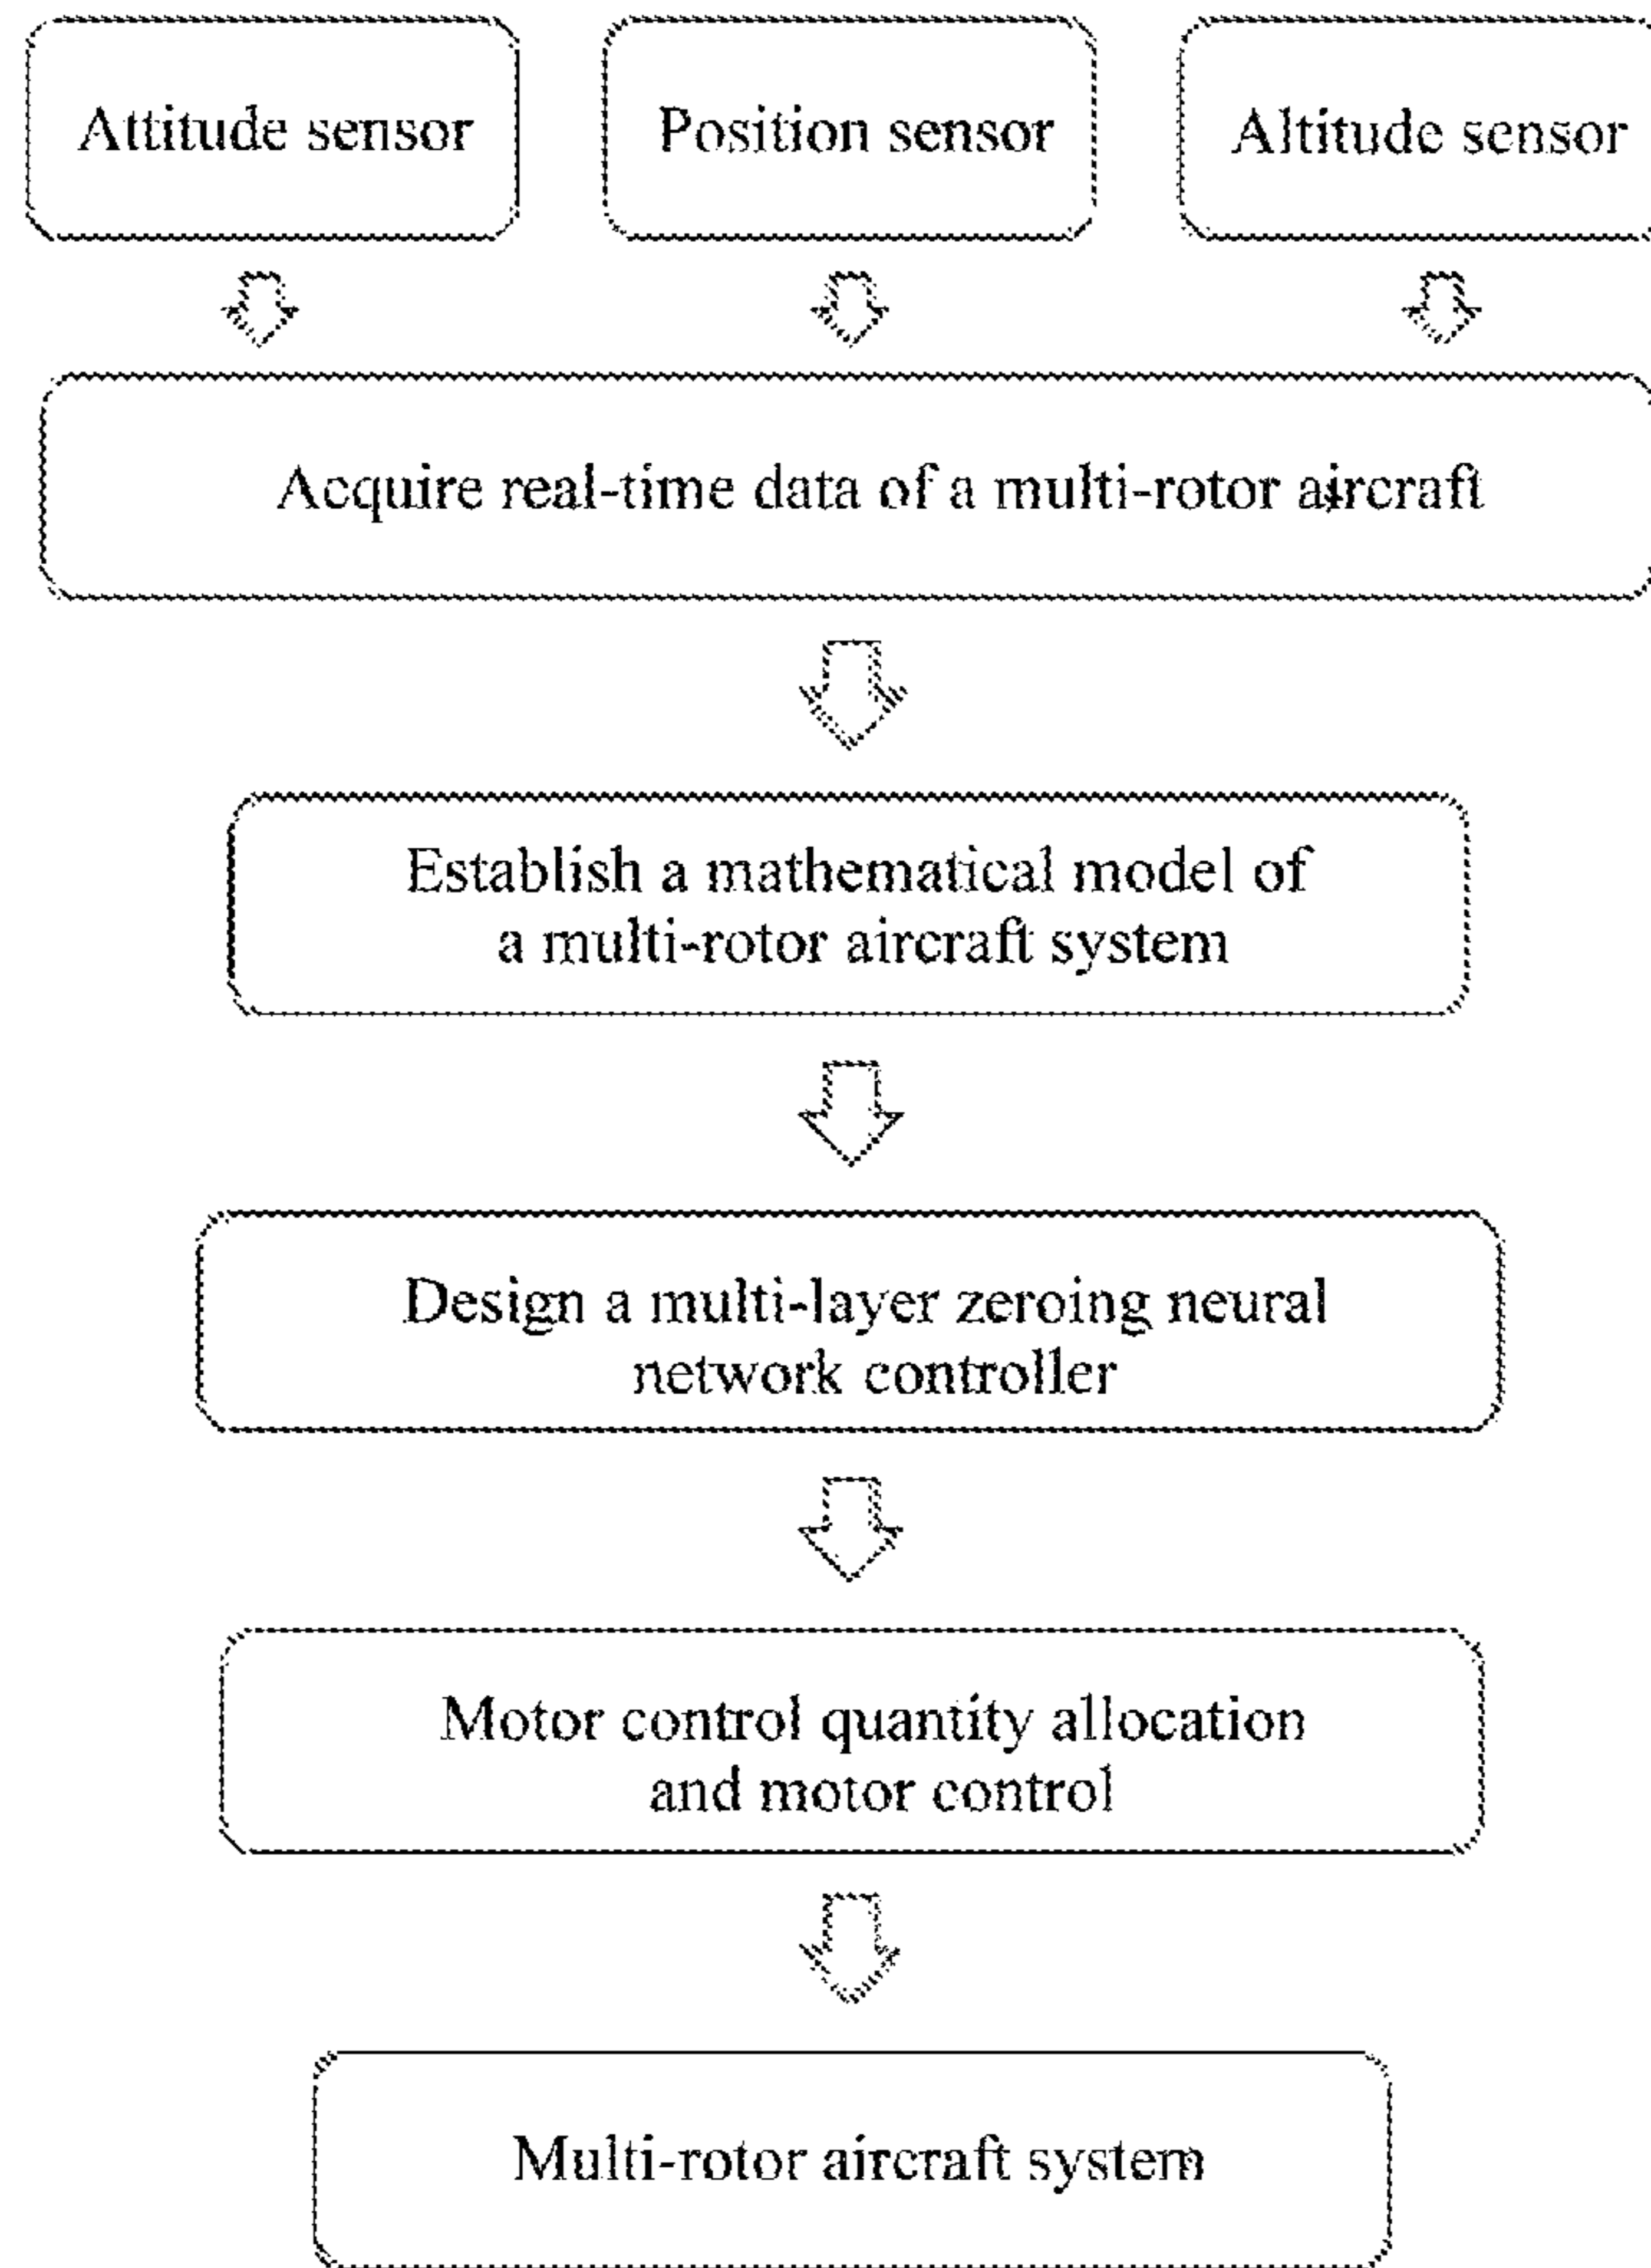 Attitude sensor
Position sensor
Altitude sensor
Acquire real-time data of a multi-rotor aircraft
Establish a mathematical model of
a multi-rotor aircraft system
Design a multi-layer zeroing neural
network controller
Motor control quantity allocation
and motor control
Multi-rotor aircraft system